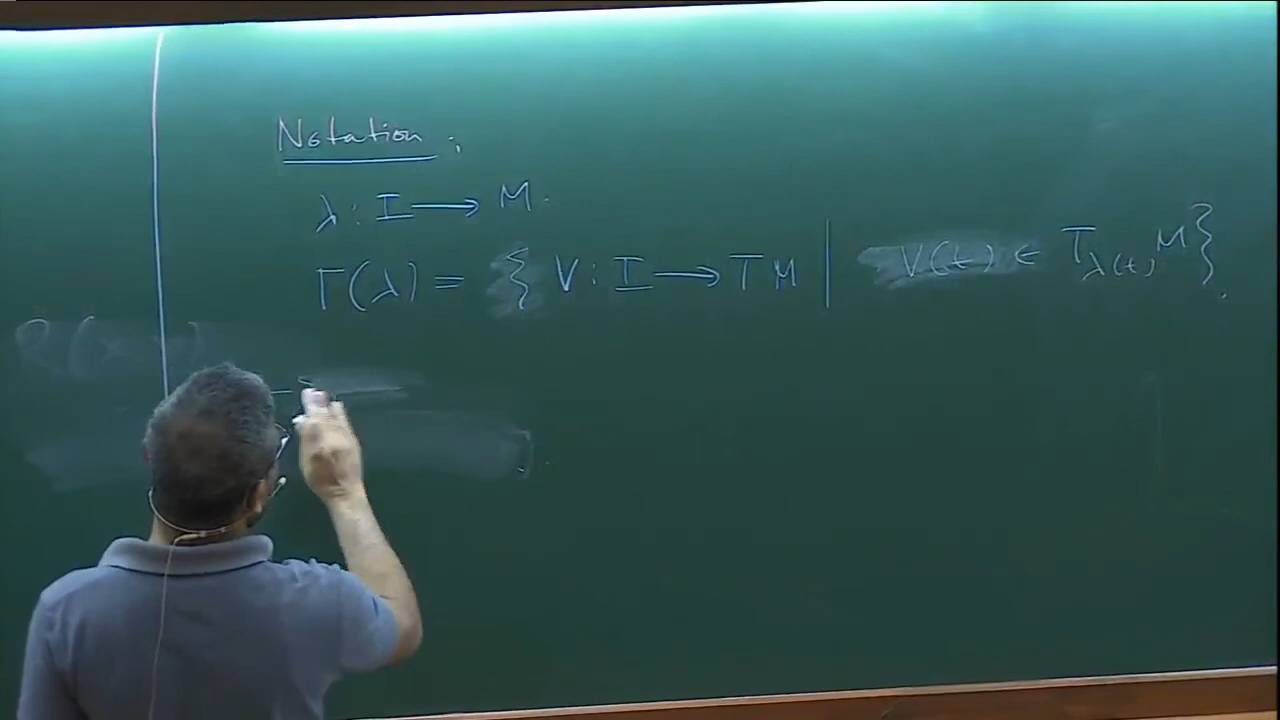 Notation :
λ : I → M.
Γ(λ) = { V : I → TM | V(t) ∈ T_{λ(t)} M }.